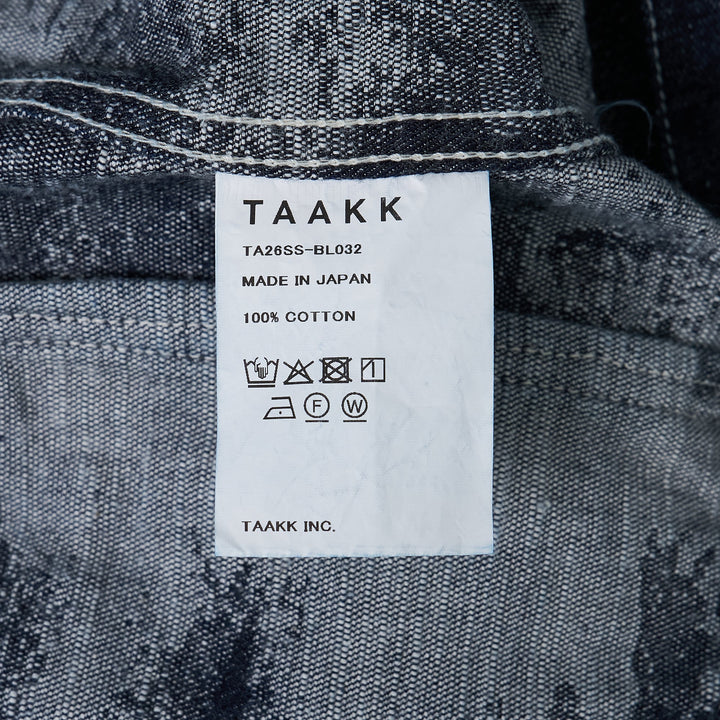 TAAKK
TA26SS-BL032
MADE IN JAPAN
100% COTTON
F W
TAAKK INC.